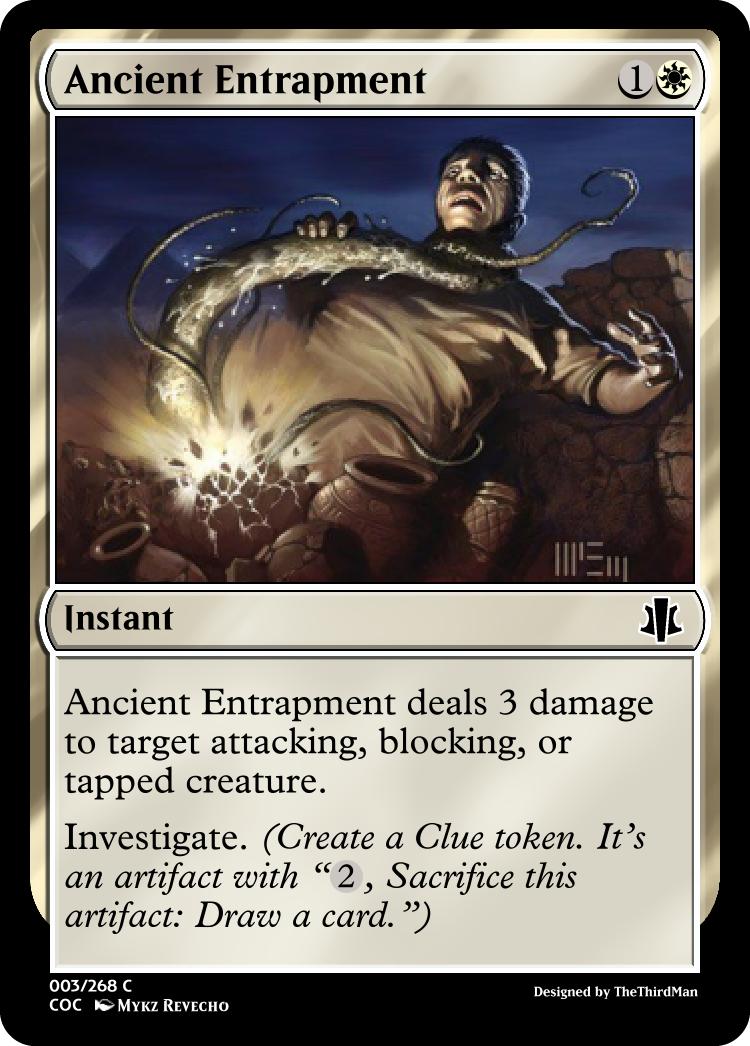 Ancient Entrapment 1
Instant
Ancient Entrapment deals 3 damage
to target attacking, blocking, or
tapped creature.
Investigate. (Create a Clue token. It's
an artifact with “2, Sacrifice this
artifact: Draw a card.”)
003/268 C
COC Mykz Revecho
Designed by TheThirdMan